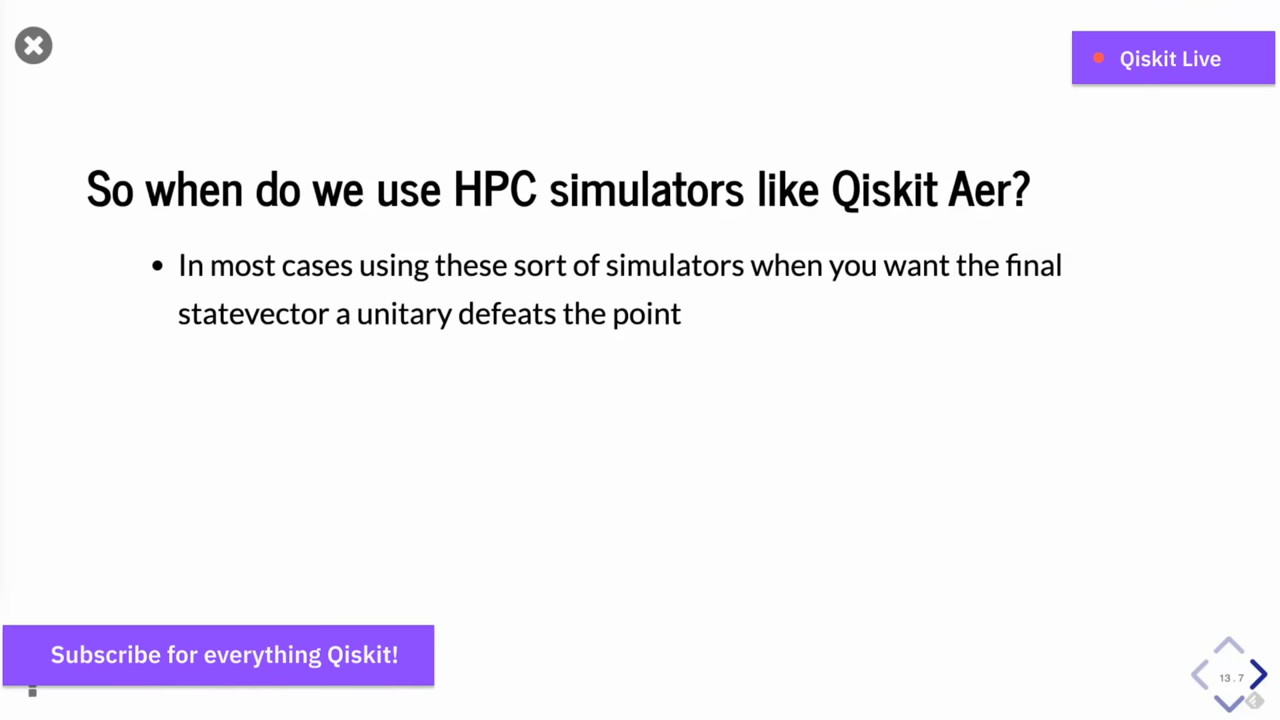 Qiskit Live
So when do we use HPC simulators like Qiskit Aer?
• In most cases using these sort of simulators when you want the final
statevector a unitary defeats the point
Subscribe for everything Qiskit!
13.7